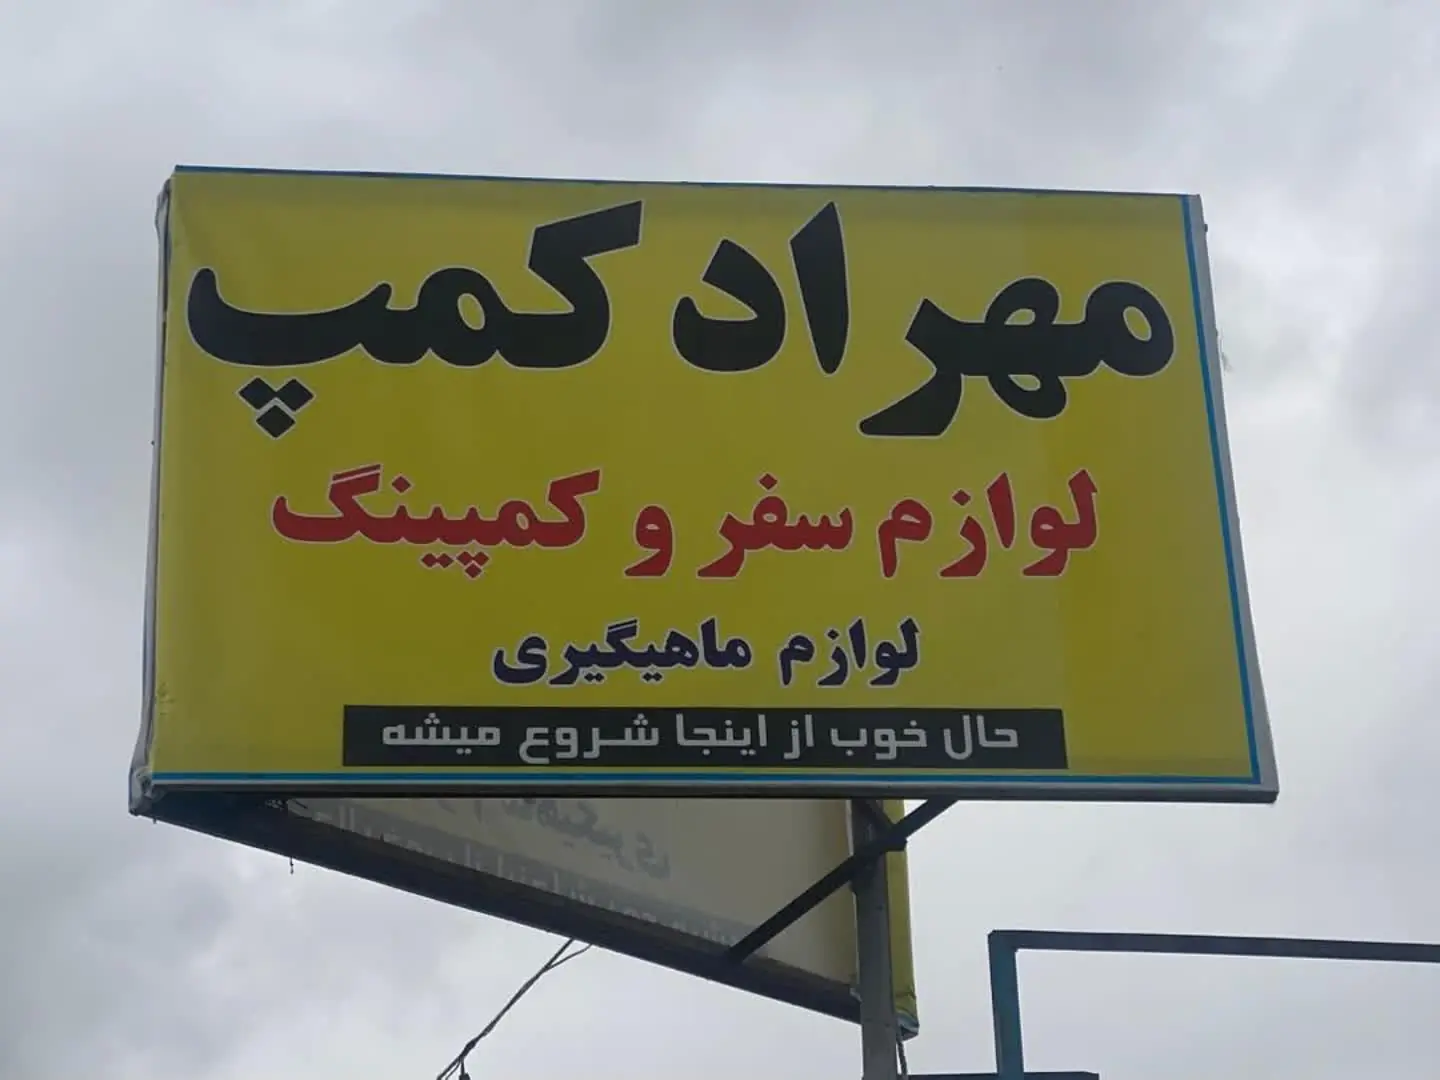 مهراد کمپ
لوازم سفر و کمپینگ
لوازم ماهیگیری
حال خوب از اینجا شروع میشه